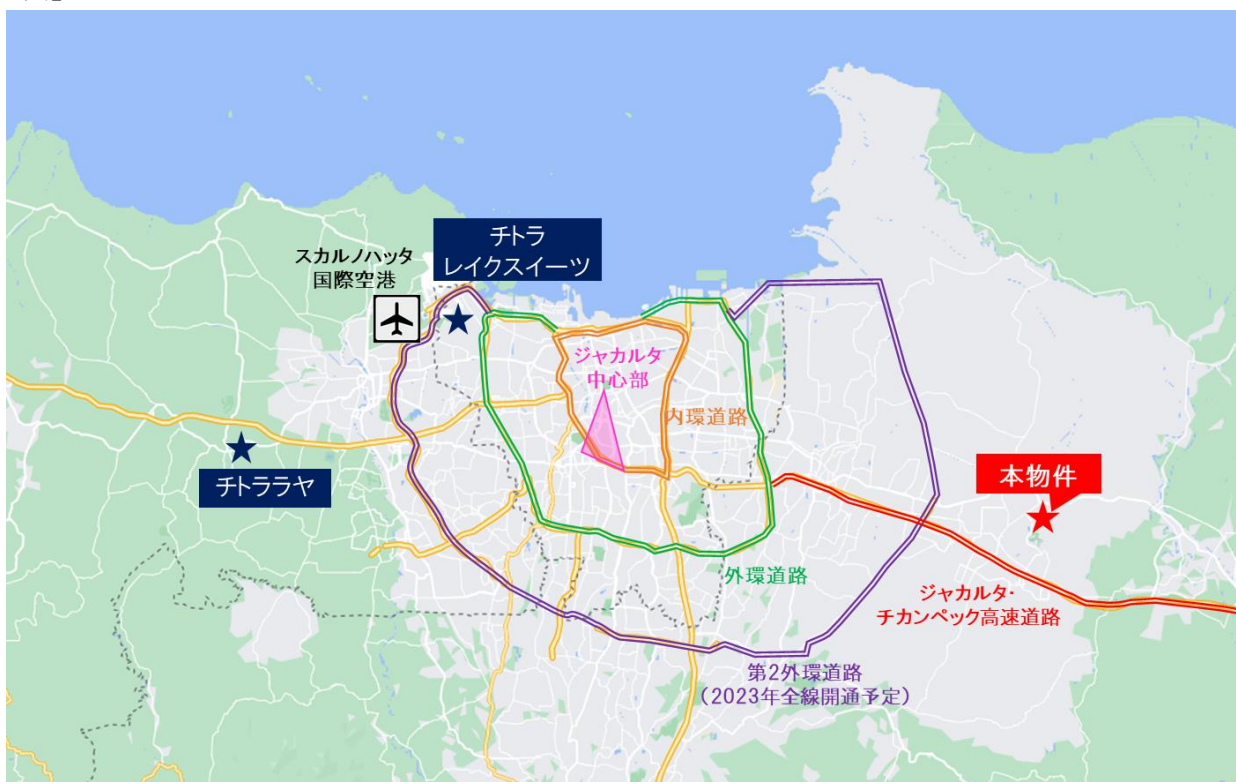 チトラ
レイクスイーツ
スカルノハッタ
国際空港
ジャカルタ
中心部
内環道路
チトララヤ
本物件
外環道路
ジャカルタ・
チカンペック高速道路
第2外環道路
（2023年全線開通予定）